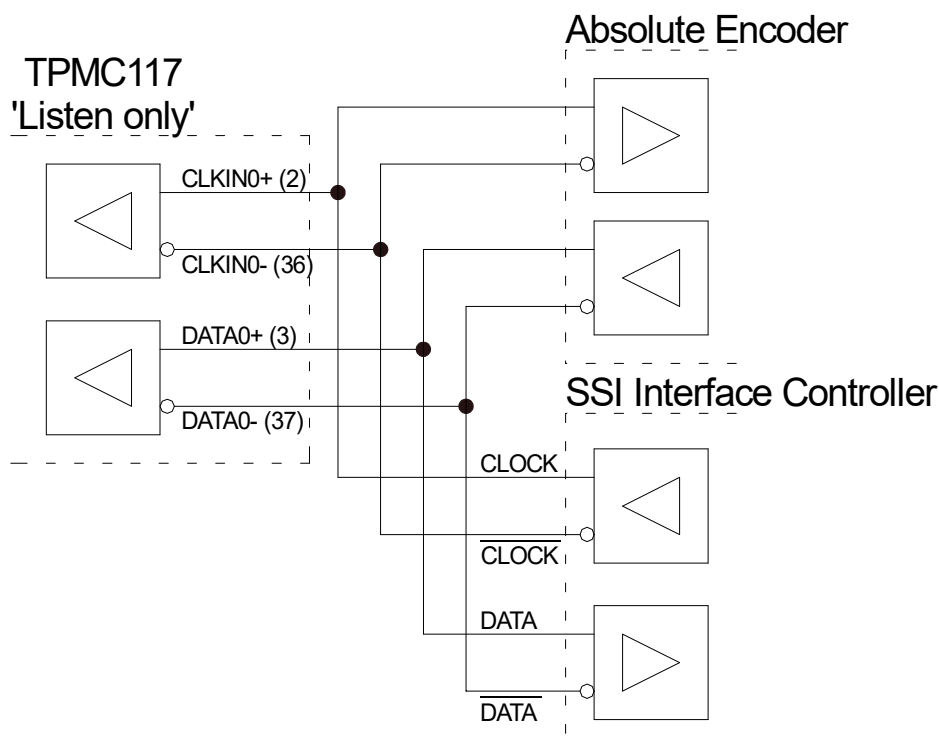 Absolute Encoder
TPMC117
'Listen only'
CLKIN0+ (2)
CLKIN0- (36)
DATA0+ (3)
DATA0- (37)
SSI Interface Controller
CLOCK
CLOCK
DATA
DATA